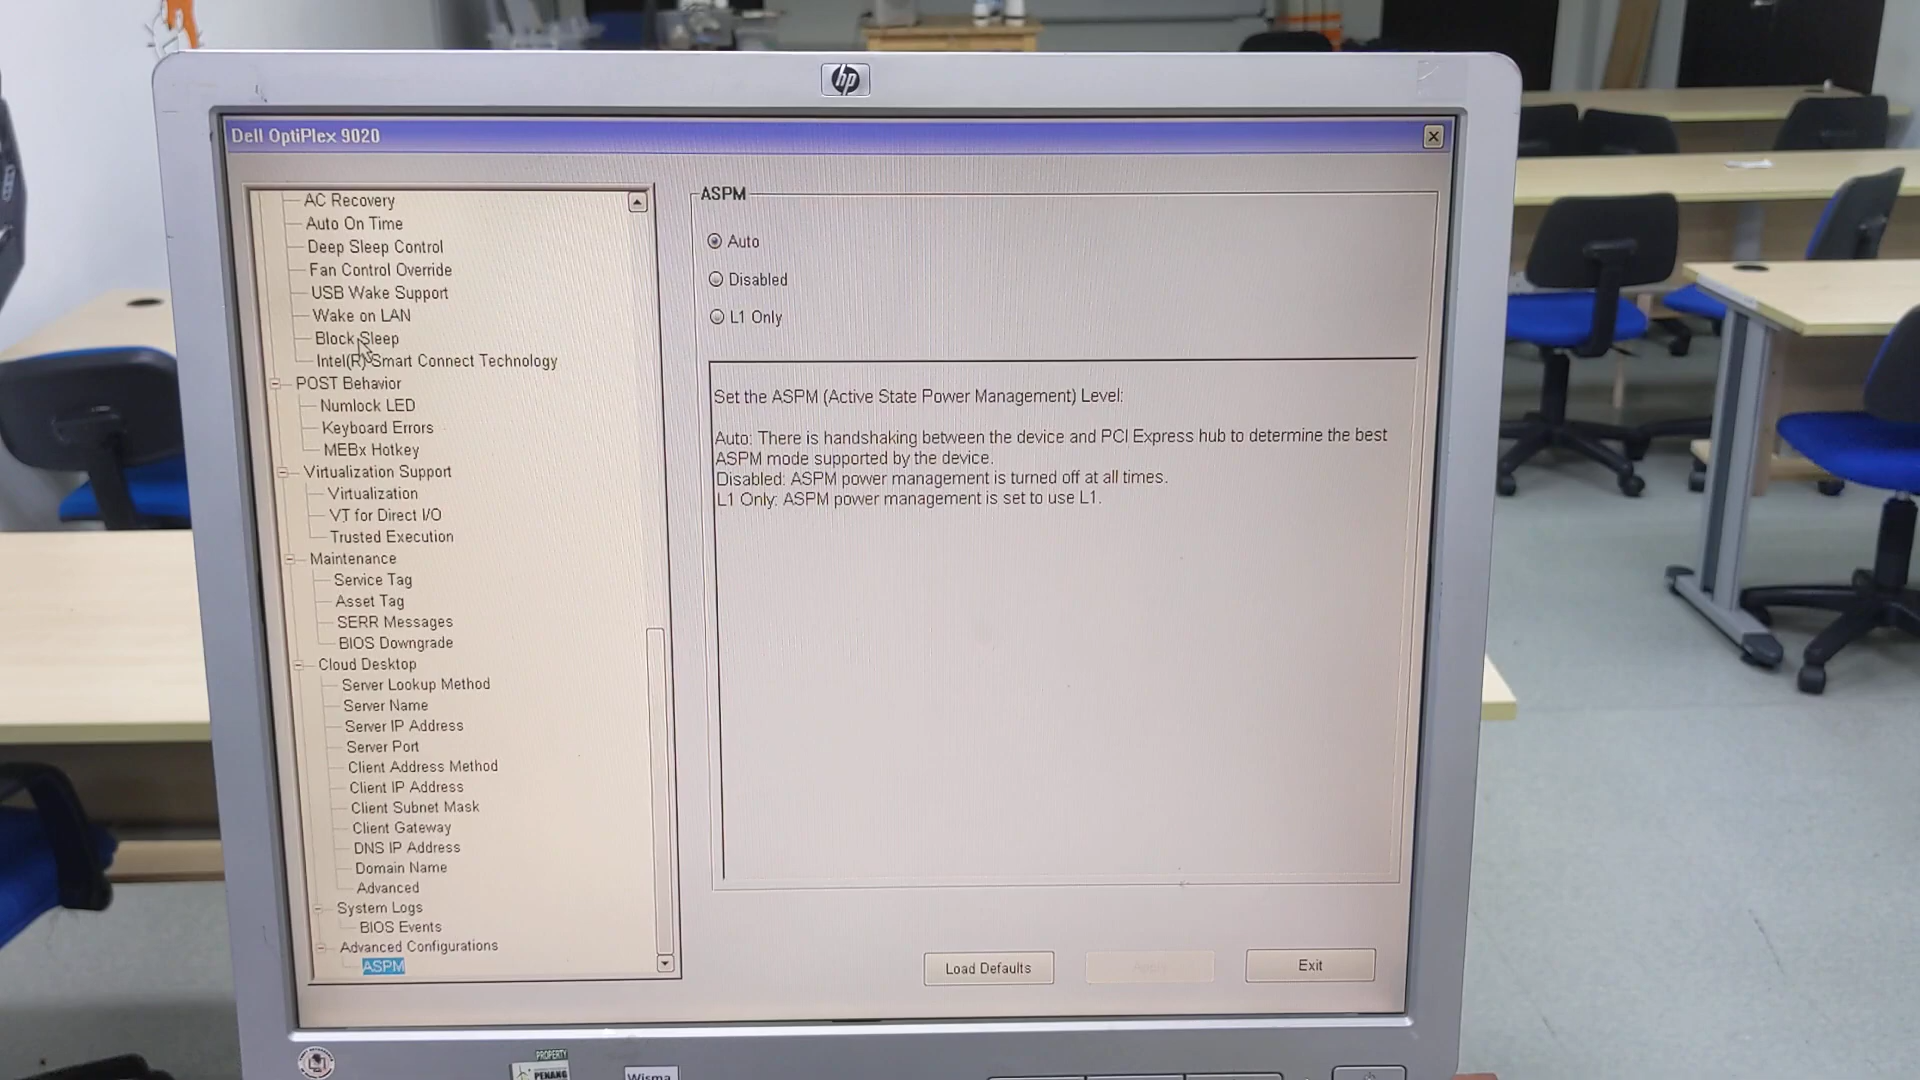 hp
Dell OptiPlex 9020
AC Recovery
Auto On Time
Deep Sleep Control
Fan Control Override
USB Wake Support
Wake on LAN
Block Sleep
Intel(R) Smart Connect Technology
POST Behavior
Numlock LED
Keyboard Errors
MEBx Hotkey
Virtualization Support
Virtualization
VT for Direct I/O
Trusted Execution
Maintenance
Service Tag
Asset Tag
SERR Messages
BIOS Downgrade
Cloud Desktop
Server Lookup Method
Server Name
Server IP Address
Server Port
Client Address Method
Client IP Address
Client Subnet Mask
Client Gateway
DNS IP Address
Domain Name
Advanced
System Logs
BIOS Events
Advanced Configurations
ASPM
ASPM
Auto
Disabled
L1 Only
Set the ASPM (Active State Power Management) Level:
Auto: There is handshaking between the device and PCI Express hub to determine the best
ASPM mode supported by the device.
Disabled: ASPM power management is turned off at all times.
L1 Only: ASPM power management is set to use L1.
Load Defaults
Apply
Exit
PROPERTY
PENANG
Wisma